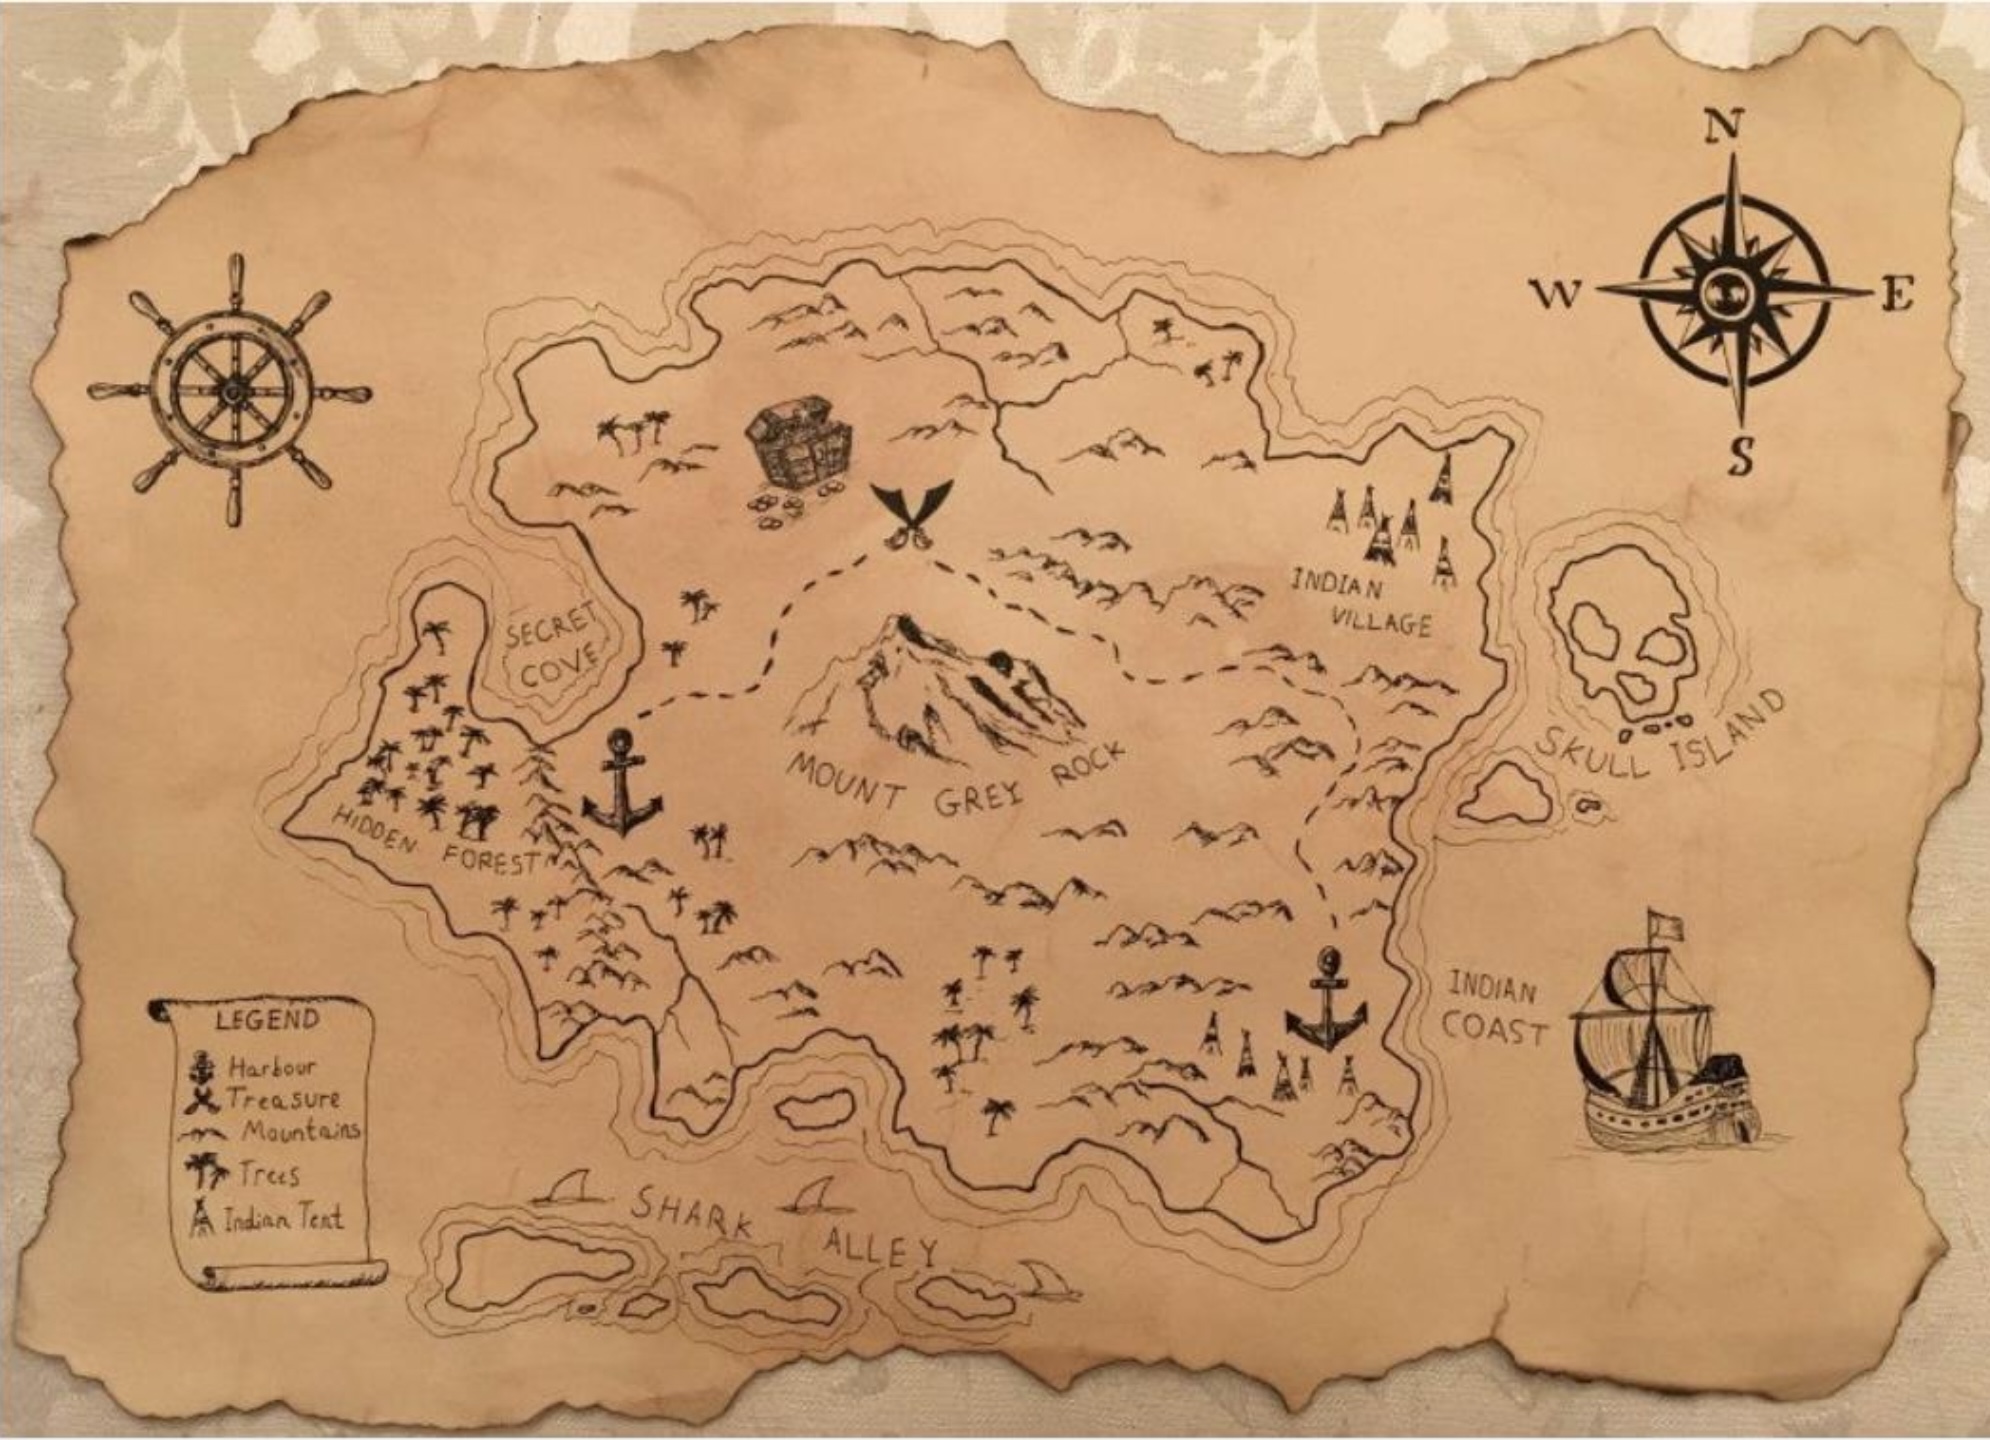 N
W E
S
SECRET
COVE
INDIAN
VILLAGE
SKULL ISLAND
MOUNT GREY ROCK
HIDDEN FOREST
INDIAN
COAST
LEGEND
Harbour
Treasure
Mountains
Trees
Indian Tent
SHARK
ALLEY